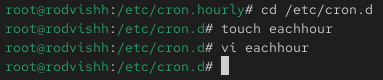 root@rodvishh:/etc/cron.hourly# cd /etc/cron.d
root@rodvishh:/etc/cron.d# touch eachhour
root@rodvishh:/etc/cron.d# vi eachhour
root@rodvishh:/etc/cron.d#